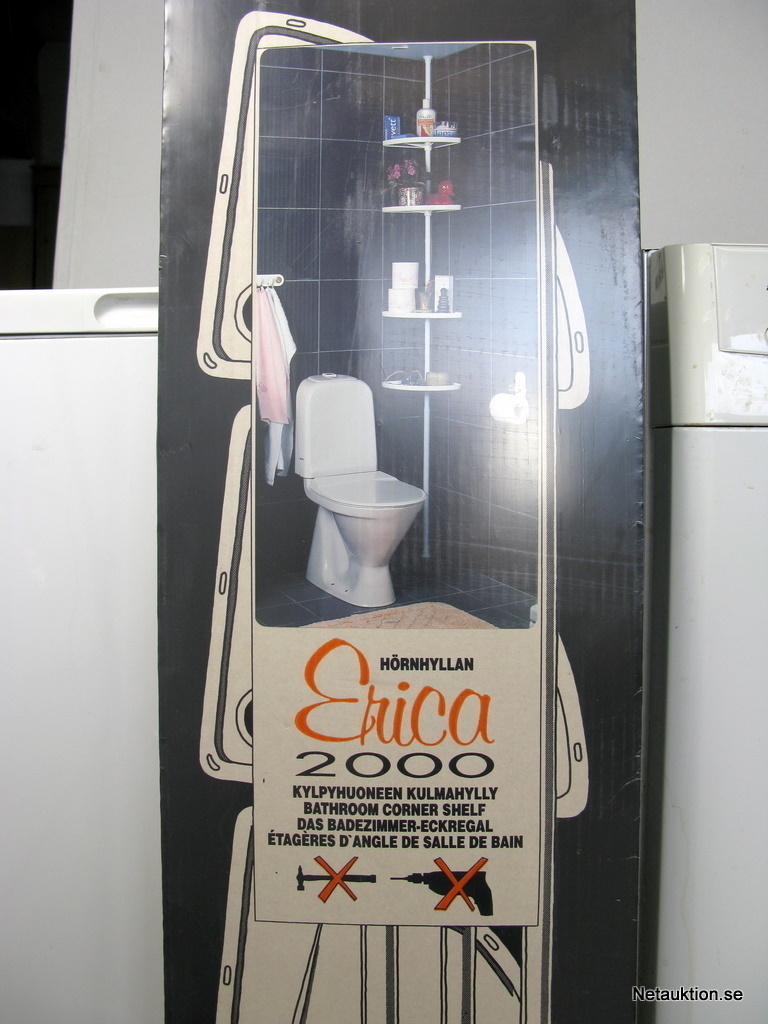 vett
HÖRNHYLLAN
Erica
2000
KYLPYHUONEEN KULMAHYLLY
BATHROOM CORNER SHELF
DAS BADEZIMMER-ECKREGAL
ÉTAGÈRES D`ANGLE DE SALLE DE BAIN
Netauktion.se